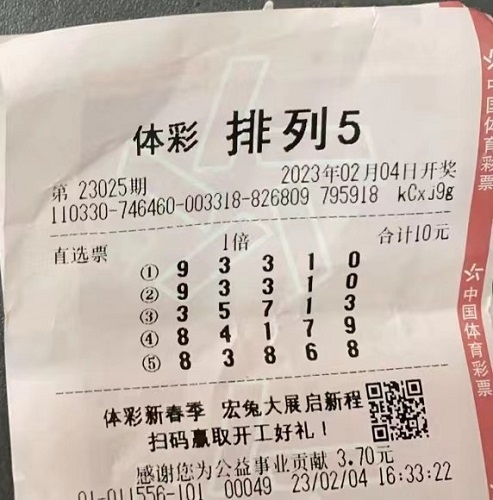 体彩 排列5
第 23025期 2023年02月04日开奖
110330-746460-003318-826809 795918 kCxJ9g
直选票 1倍 合计10元
① 9 3 3 1 0
② 9 3 3 1 0
③ 3 5 7 1 3
④ 8 4 1 7 9
⑤ 8 3 8 6 8
体彩新春季 宏兔大展启新程
扫码赢取开工好礼！
感谢您为公益事业贡献 3.70元
01-011556-101 00049 23/02/04 16:33:22
中国体育彩票
中国体育彩票